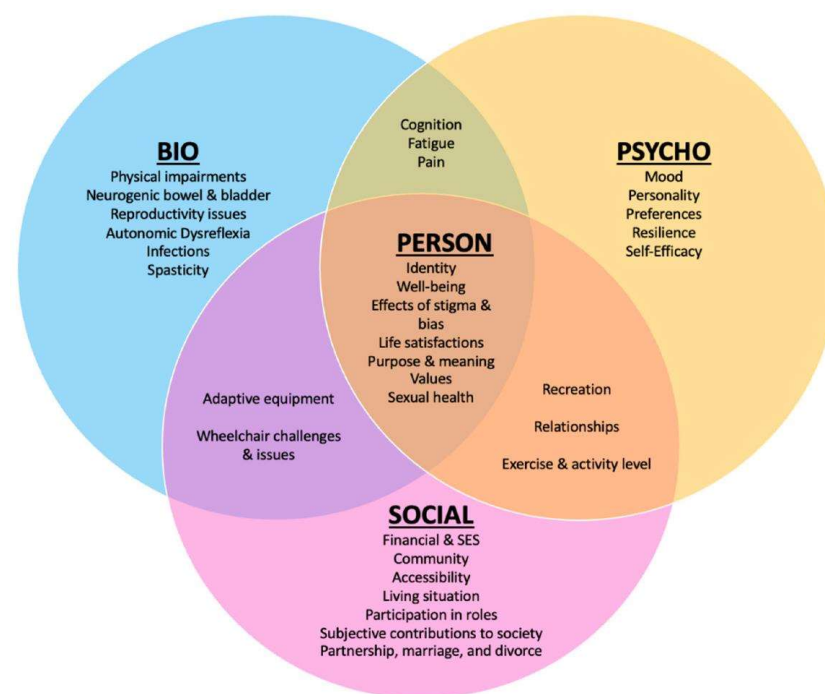 BIO
Physical impairments
Neurogenic bowel & bladder
Reproductivity issues
Autonomic Dysreflexia
Infections
Spasticity
Cognition
Fatigue
Pain
PSYCHO
Mood
Personality
Preferences
Resilience
Self-Efficacy
PERSON
Identity
Well-being
Effects of stigma &
bias
Life satisfactions
Purpose & meaning
Values
Sexual health
Adaptive equipment
Wheelchair challenges
& issues
Recreation
Relationships
Exercise & activity level
SOCIAL
Financial & SES
Community
Accessibility
Living situation
Participation in roles
Subjective contributions to society
Partnership, marriage, and divorce